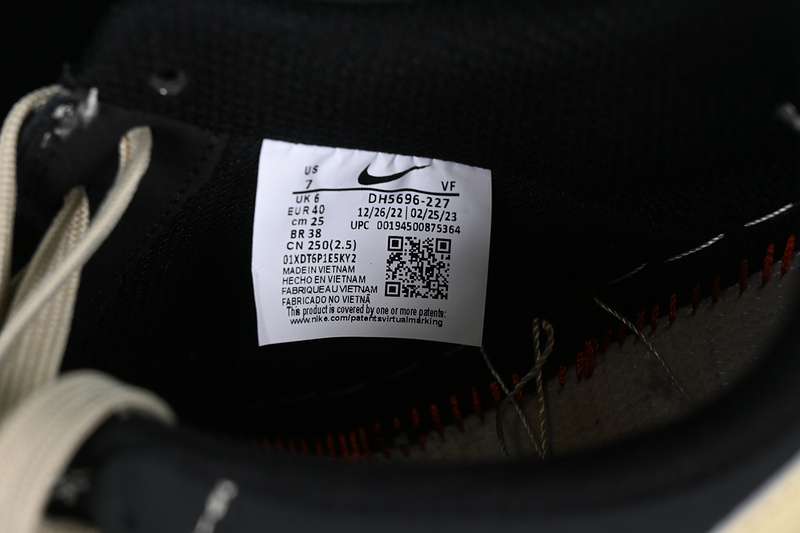 US
7 VF
UK 6 DH5696-227
EUR 40 12/26/22 | 02/25/23
cm 25 UPC 00194500875364
BR 38
CN 250(2.5)
01XDT6P1E5KY2
MADE IN VIETNAM
HECHO EN VIETNAM
FABRIQUE AU VIETNAM
FABRICADO NO VIETNÃ
This product is covered by one or more patents:
www.nike.com/patentsvirtualmarking